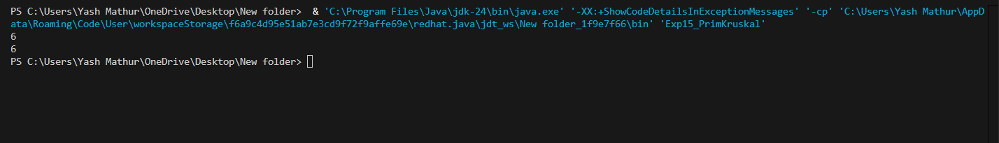 PS C:\Users\Yash Mathur\OneDrive\Desktop\New folder>  & 'C:\Program Files\Java\jdk-24\bin\java.exe' '-XX:+ShowCodeDetailsInExceptionMessages' '-cp' 'C:\Users\Yash Mathur\AppD
ata\Roaming\Code\User\workspaceStorage\f6a9c4d95e51ab7e3cd9f72f9affe69e\redhat.java\jdt_ws\New folder_1f9e7f66\bin' 'Exp15_PrimKruskal'
6
6
PS C:\Users\Yash Mathur\OneDrive\Desktop\New folder>